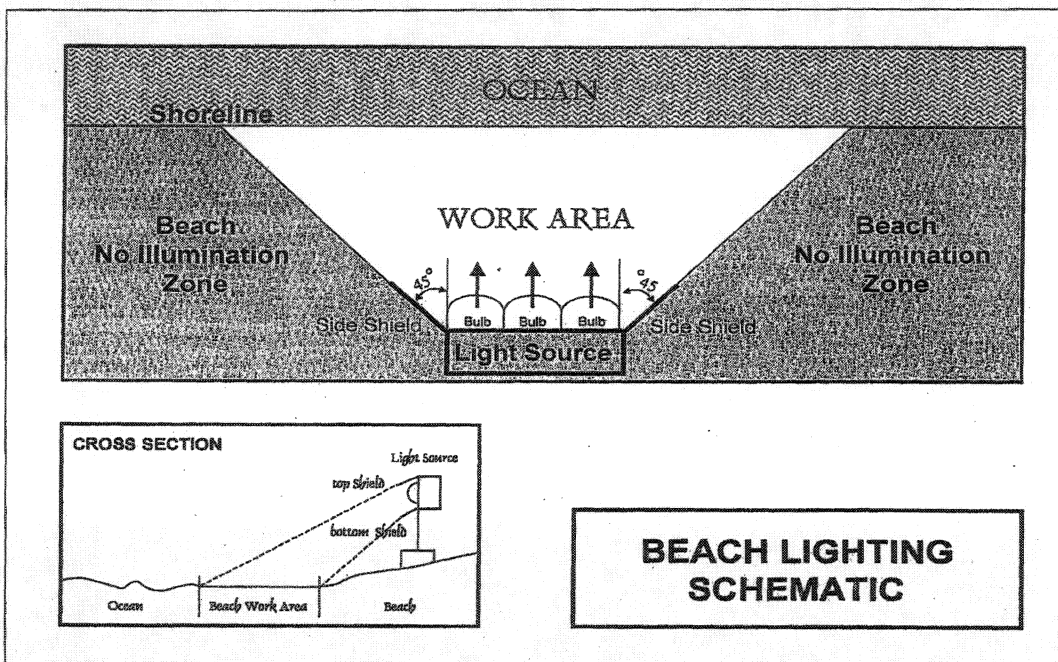 OCEAN
Shoreline
WORK AREA
Beach
No Illumination
Zone
Beach
No Illumination
Zone
45°
°45
Side Shield
Bulb
Bulb
Bulb
Side Shield
Light Source
CROSS SECTION
Light Source
top Shield
bottom Shield
Ocean
Beach Work Area
Beach
BEACH LIGHTING
SCHEMATIC